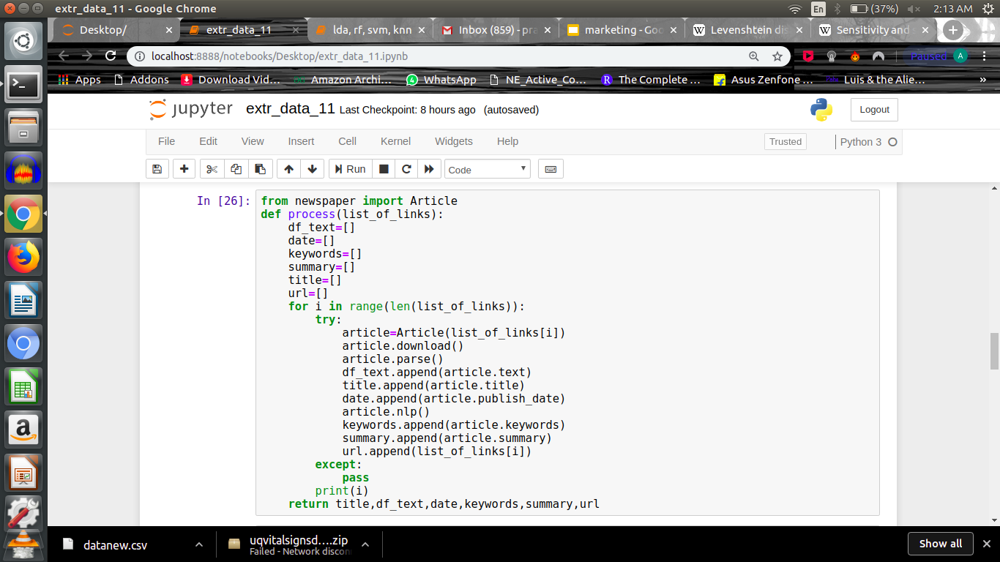 extr_data_11 - Google Chrome
En
(37%)
2:13 AM
Desktop/
extr_data_11
lda, rf, svm, knn
Inbox (859) - pra
marketing - Goo
Levenshtein dis
Sensitivity and s
localhost:8888/notebooks/Desktop/extr_data_11.ipynb
Paused
A
Apps
Addons
Download Vid...
Amazon Archi...
WhatsApp
NE_Active_Co...
The Complete ...
Asus Zenfone ...
Luis & the Alie...
»
jupyter
extr_data_11 Last Checkpoint: 8 hours ago (autosaved)
Logout
File Edit View Insert Cell Kernel Widgets Help
Trusted
Python 3
Run
Code
In [26]:
from newspaper import Article
def process(list_of_links):
    df_text=[]
    date=[]
    keywords=[]
    summary=[]
    title=[]
    url=[]
    for i in range(len(list_of_links)):
        try:
            article=Article(list_of_links[i])
            article.download()
            article.parse()
            df_text.append(article.text)
            title.append(article.title)
            date.append(article.publish_date)
            article.nlp()
            keywords.append(article.keywords)
            summary.append(article.summary)
            url.append(list_of_links[i])
        except:
            pass
        print(i)
    return title,df_text,date,keywords,summary,url
datanew.csv
uqvitalsignsd....zip
Failed - Network discon
Show all